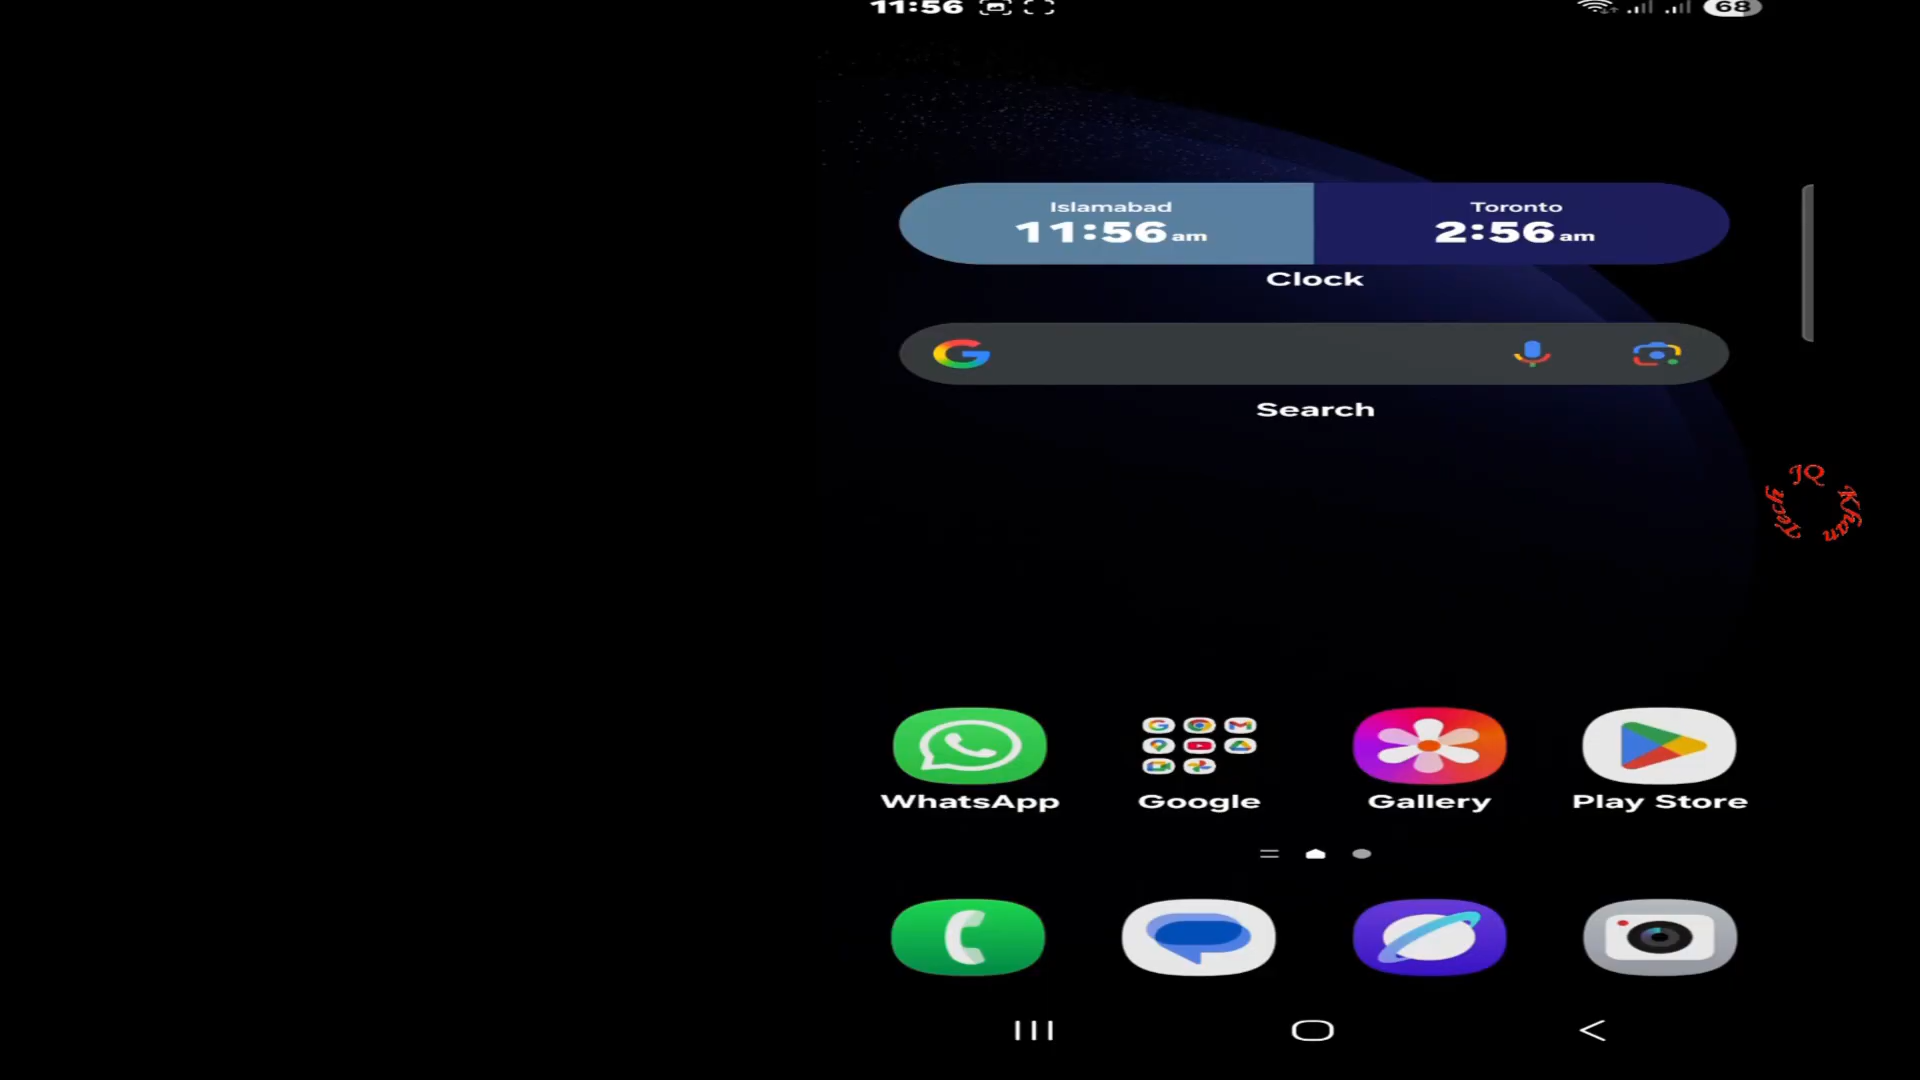 11:56
68
Islamabad
11:56 am
Toronto
2:56 am
Clock
Search
JQ Khan Tech
WhatsApp
Google
Gallery
Play Store